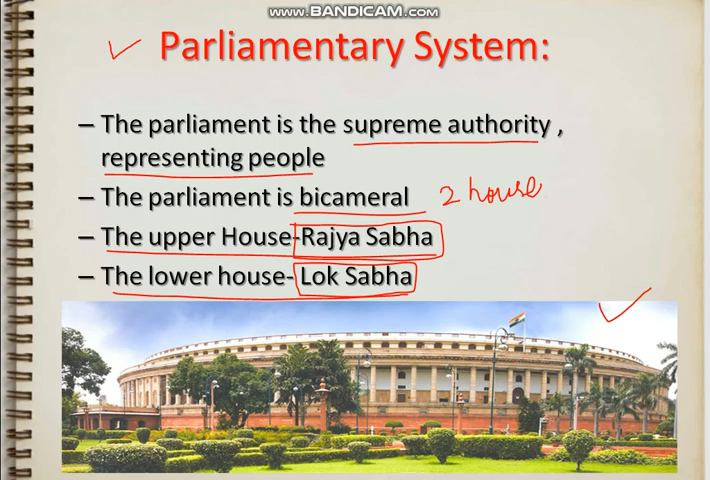 www.BANDICAM.com
Parliamentary System:
– The parliament is the supreme authority ,
representing people
– The parliament is bicameral 2 house
– The upper House-Rajya Sabha
– The lower house- Lok Sabha